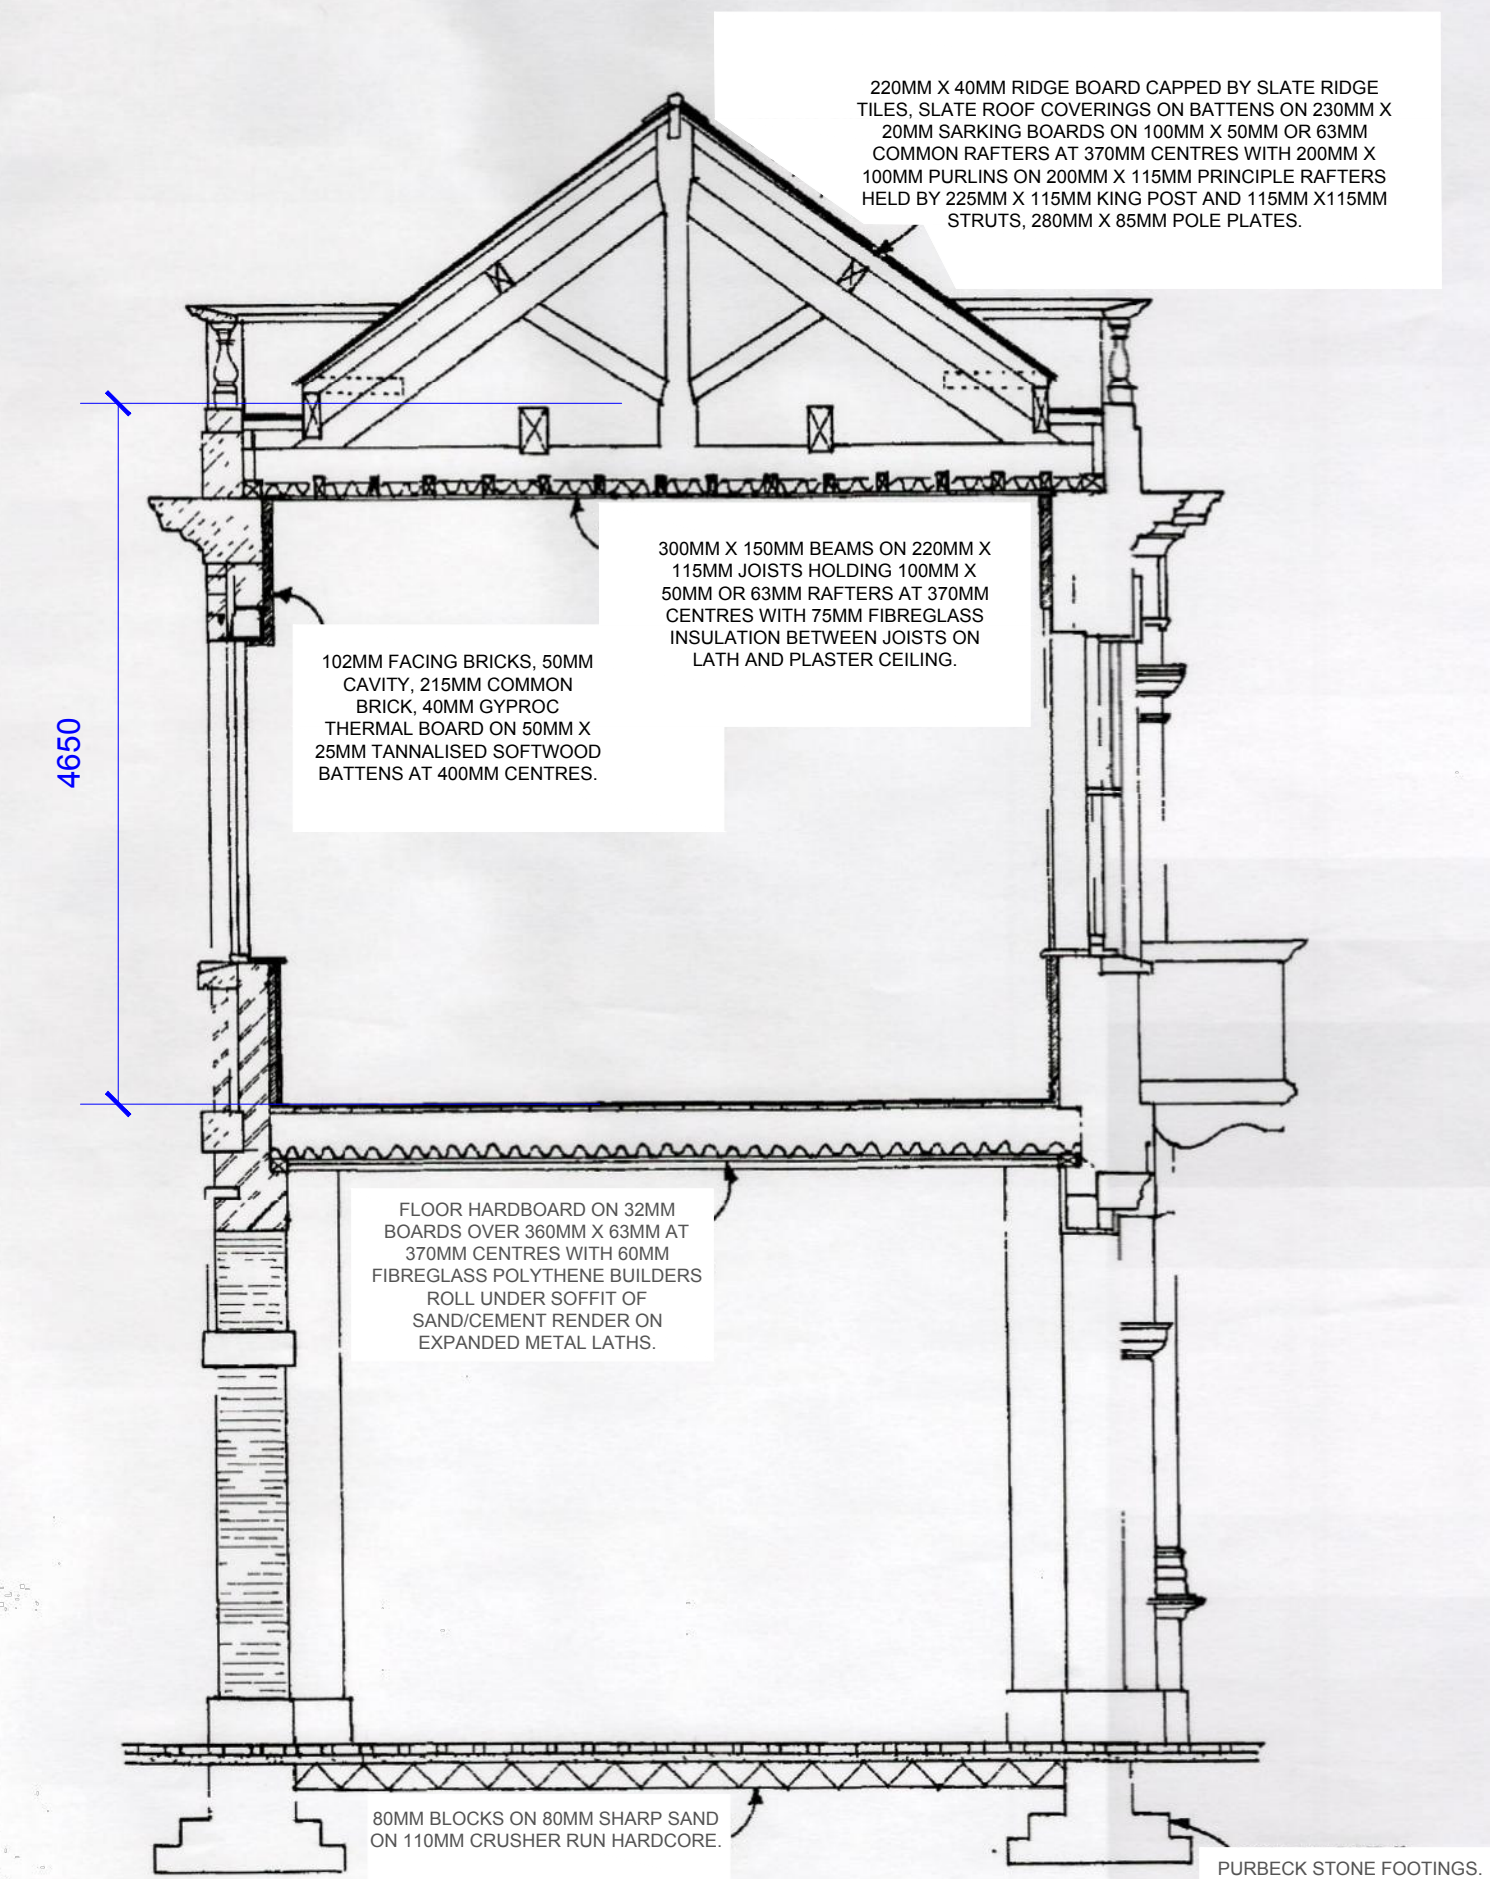 220MM X 40MM RIDGE BOARD CAPPED BY SLATE RIDGE
TILES, SLATE ROOF COVERINGS ON BATTENS ON 230MM X
20MM SARKING BOARDS ON 100MM X 50MM OR 63MM
COMMON RAFTERS AT 370MM CENTRES WITH 200MM X
100MM PURLINS ON 200MM X 115MM PRINCIPLE RAFTERS
HELD BY 225MM X 115MM KING POST AND 115MM X115MM
STRUTS, 280MM X 85MM POLE PLATES.
300MM X 150MM BEAMS ON 220MM X
115MM JOISTS HOLDING 100MM X
50MM OR 63MM RAFTERS AT 370MM
CENTRES WITH 75MM FIBREGLASS
INSULATION BETWEEN JOISTS ON
LATH AND PLASTER CEILING.
102MM FACING BRICKS, 50MM
CAVITY, 215MM COMMON
BRICK, 40MM GYPROC
THERMAL BOARD ON 50MM X
25MM TANNALISED SOFTWOOD
BATTENS AT 400MM CENTRES.
4650
FLOOR HARDBOARD ON 32MM
BOARDS OVER 360MM X 63MM AT
370MM CENTRES WITH 60MM
FIBREGLASS POLYTHENE BUILDERS
ROLL UNDER SOFFIT OF
SAND/CEMENT RENDER ON
EXPANDED METAL LATHS.
80MM BLOCKS ON 80MM SHARP SAND
ON 110MM CRUSHER RUN HARDCORE.
PURBECK STONE FOOTINGS.